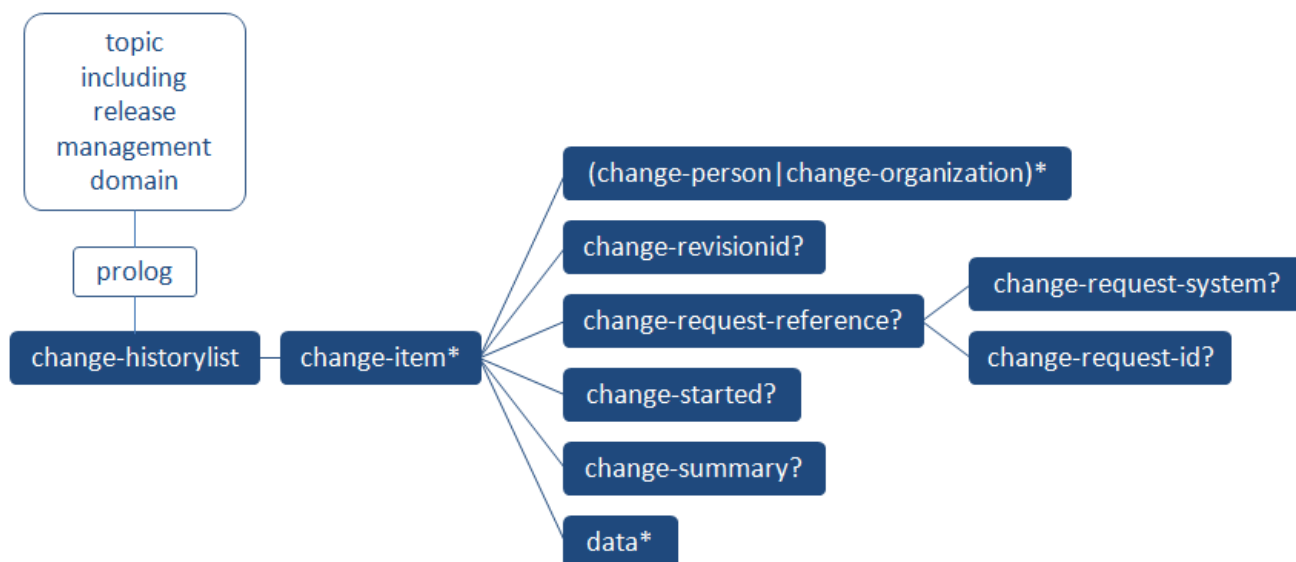 topic
including
release
management
domain
prolog
change-historylist
change-item*
(change-person|change-organization)*
change-revisionid?
change-request-reference?
change-request-system?
change-request-id?
change-started?
change-summary?
data*